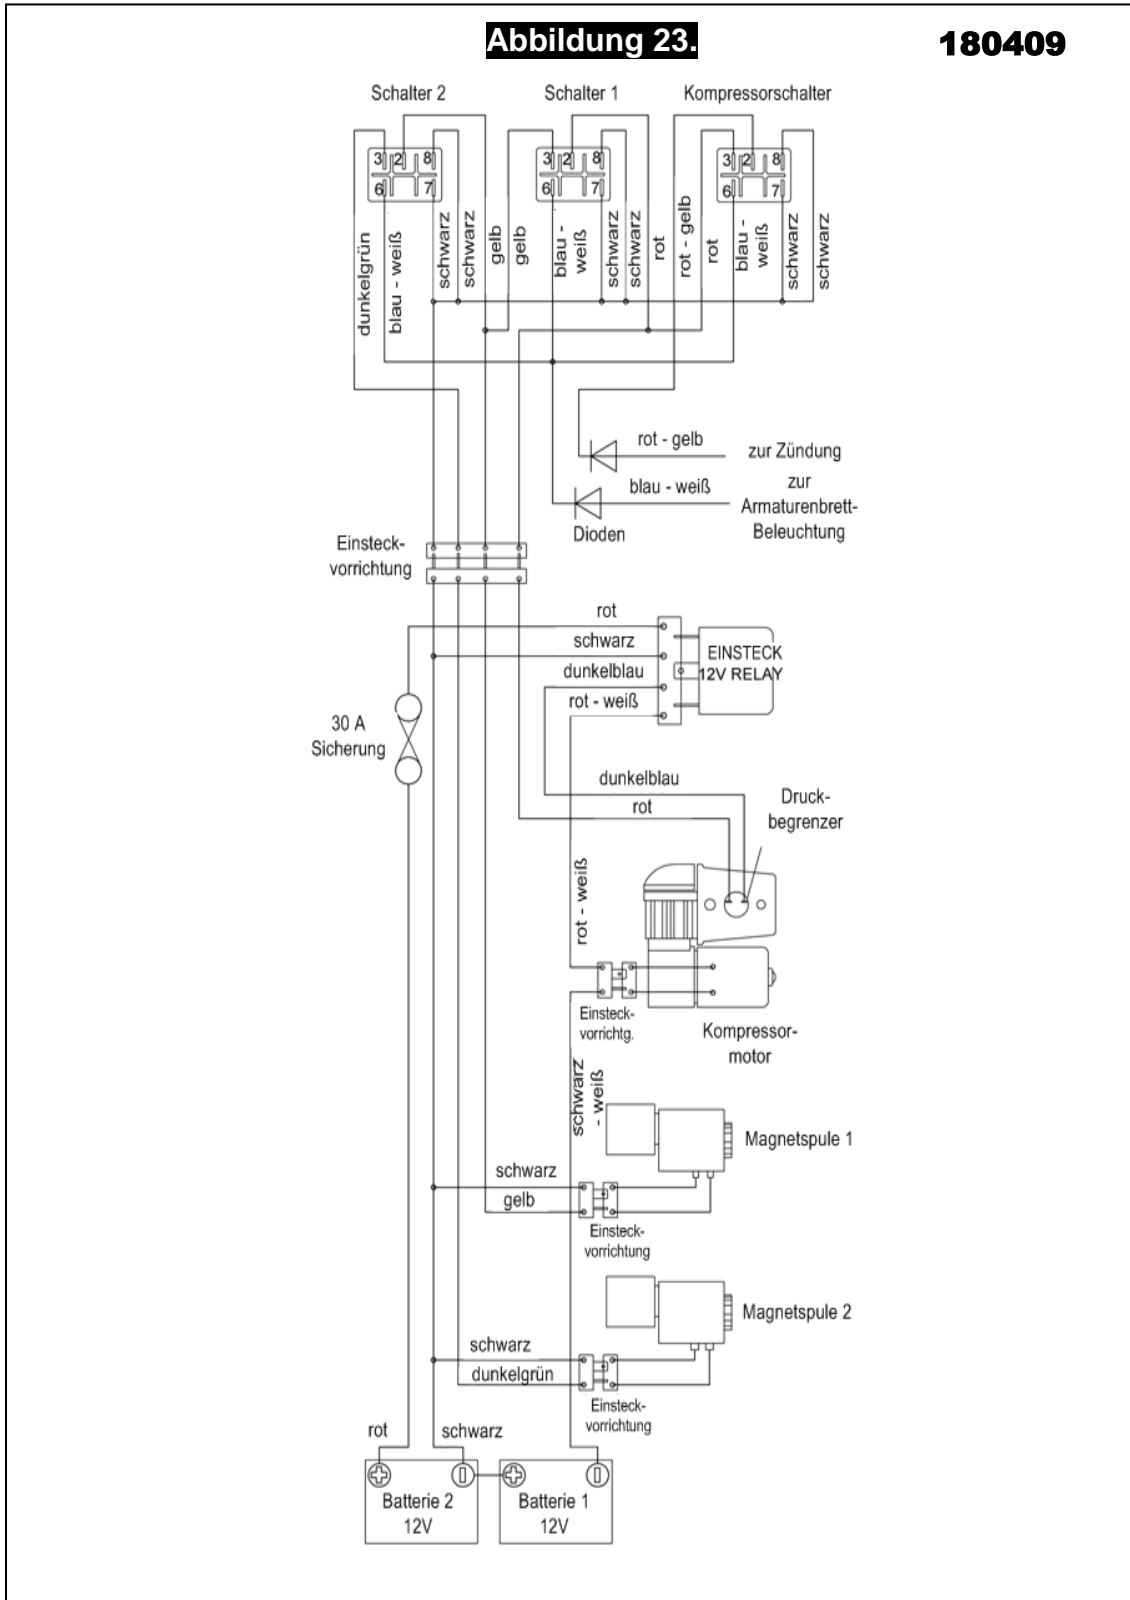 Abbildung 23.
180409
Schalter 2
Schalter 1
Kompressorschalter
3 2 8
6 7
3 2 8
6 7
3 2 8
6 7
dunkelgrün
blau - weiß
schwarz
schwarz
gelb
gelb
blau -
weiß
schwarz
schwarz
rot
rot - gelb
rot
blau -
weiß
schwarz
schwarz
rot - gelb
zur Zündung
blau - weiß
zur
Armaturenbrett-
Beleuchtung
Dioden
Einsteck-
vorrichtung
rot
schwarz
dunkelblau
rot - weiß
EINSTECK
12V RELAY
30 A
Sicherung
dunkelblau
rot
Druck-
begrenzer
rot - weiß
Einsteck-
vorrichtg.
Kompressor-
motor
schwarz
- weiß
Magnetspule 1
schwarz
gelb
Einsteck-
vorrichtung
Magnetspule 2
schwarz
dunkelgrün
Einsteck-
vorrichtung
rot
schwarz
Batterie 2
12V
Batterie 1
12V